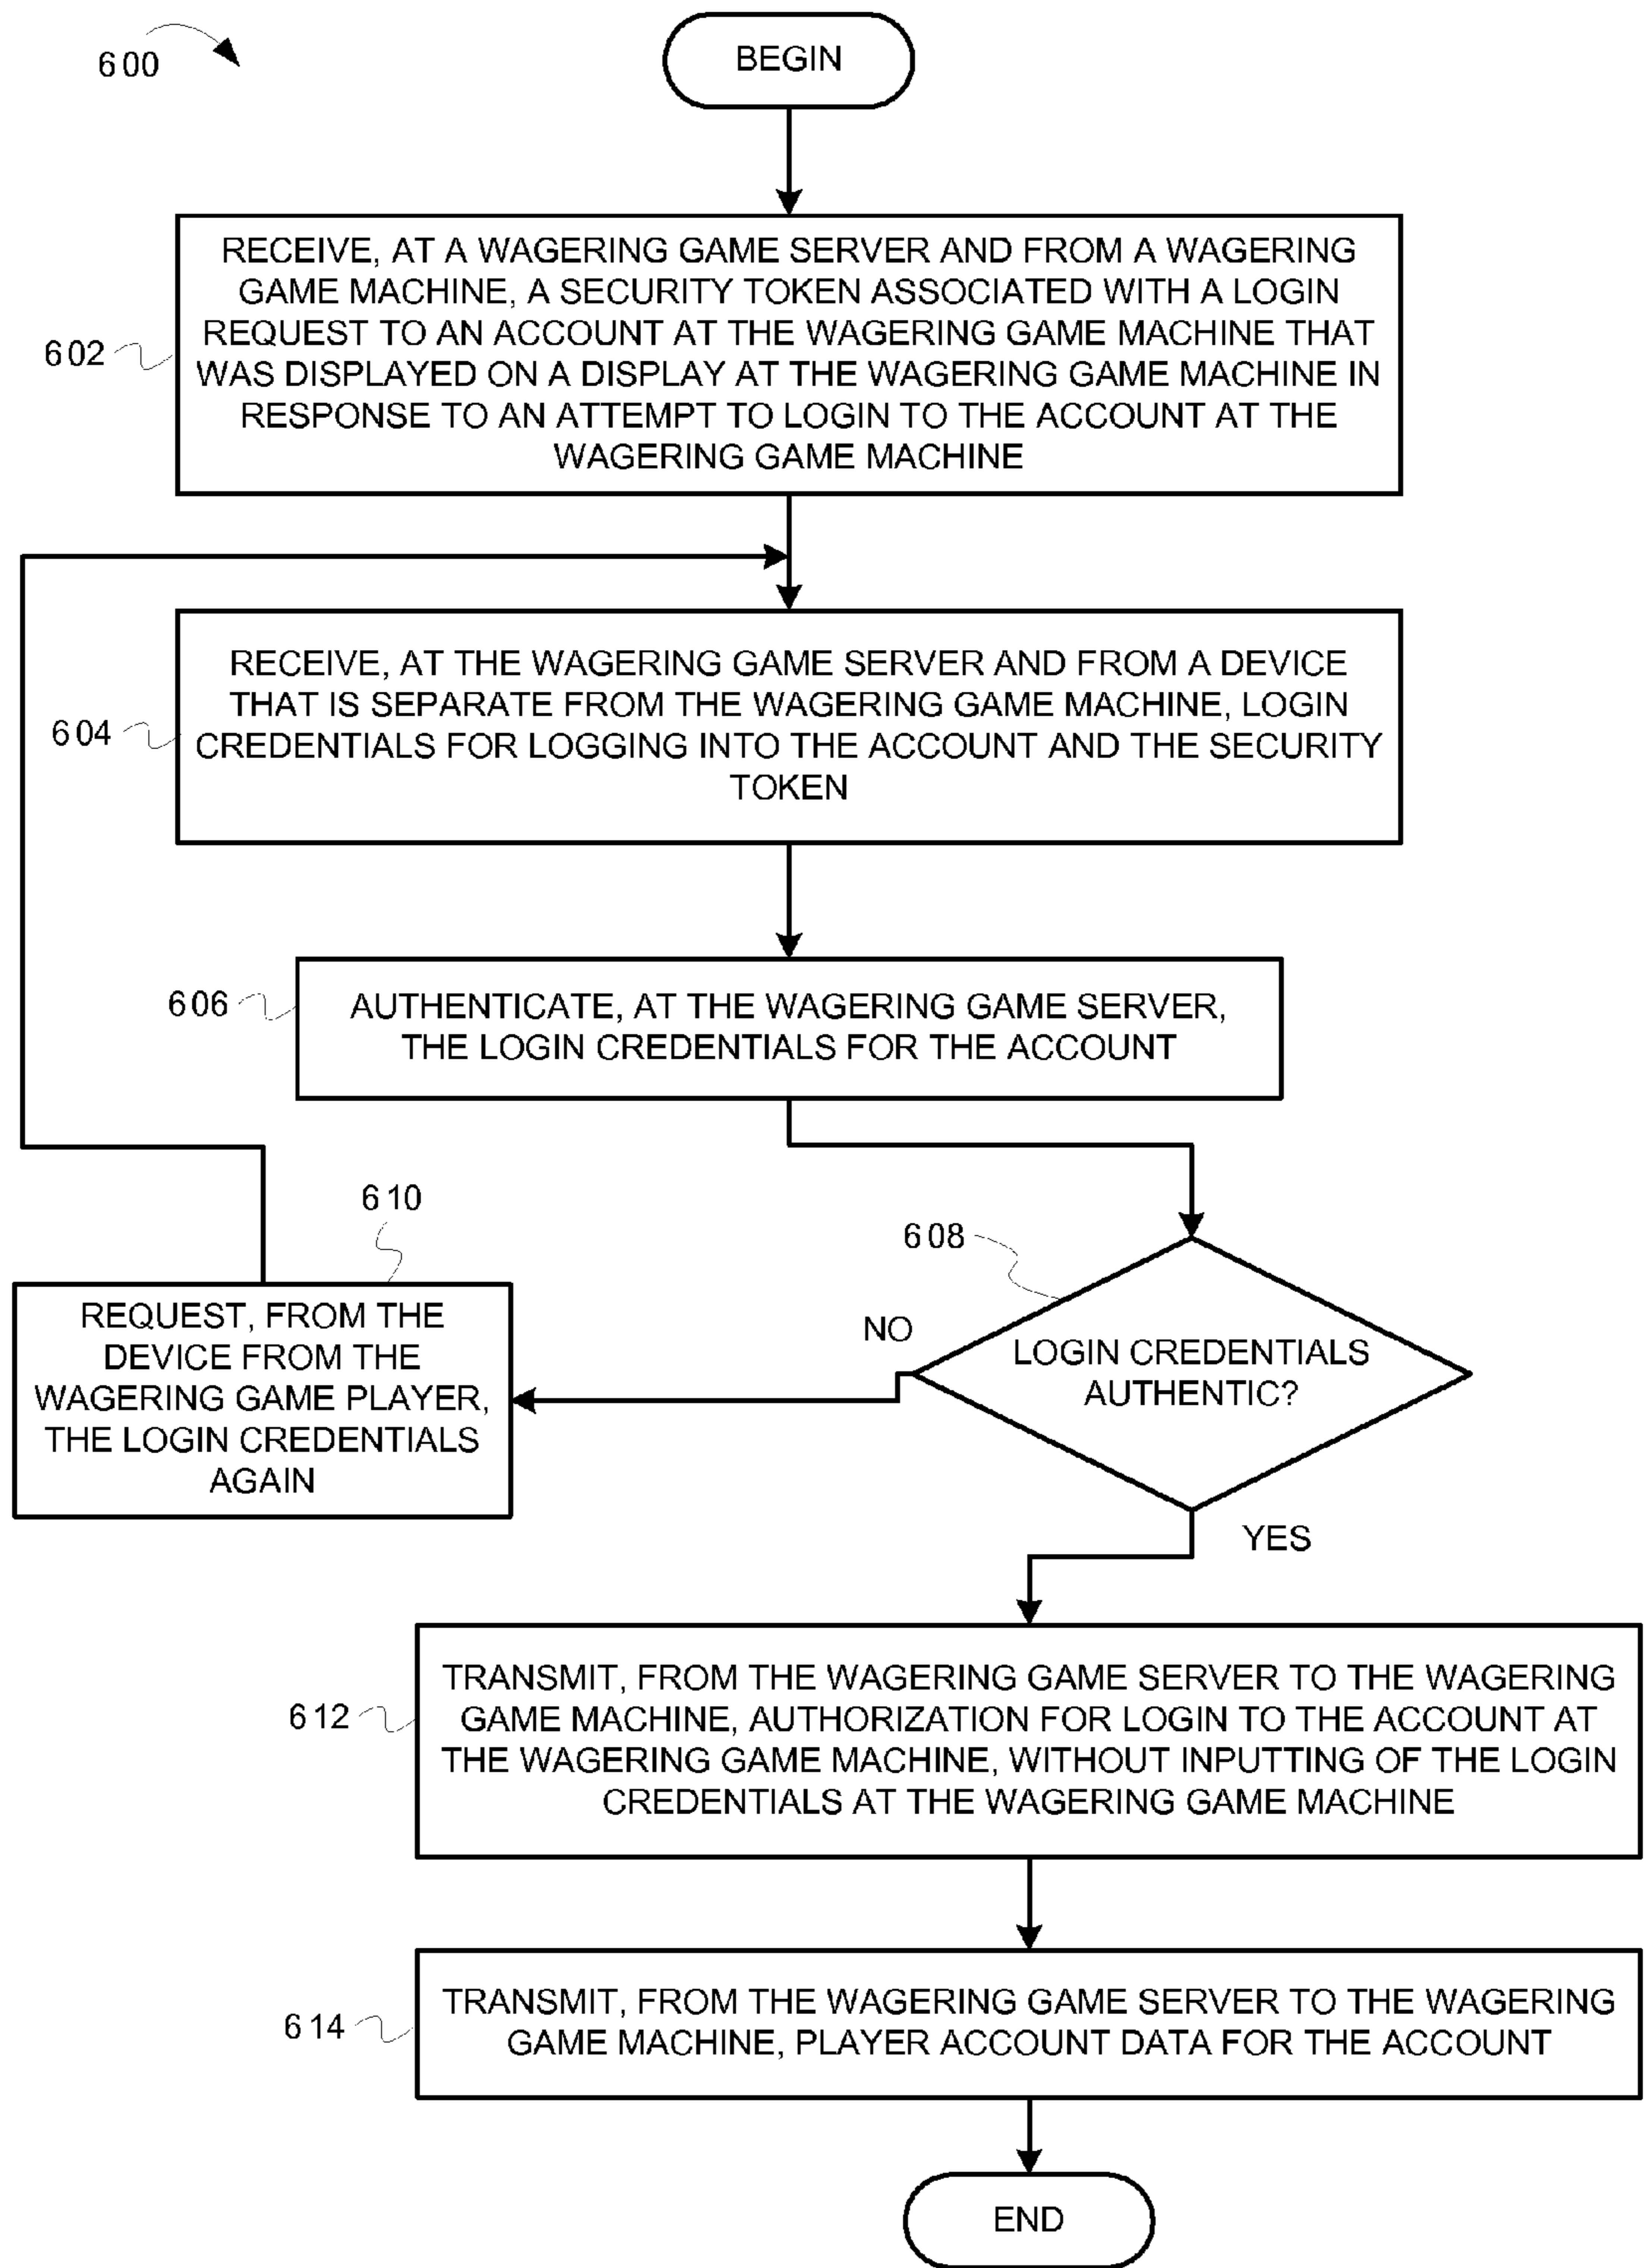 600
BEGIN
RECEIVE, AT A WAGERING GAME SERVER AND FROM A WAGERING
GAME MACHINE, A SECURITY TOKEN ASSOCIATED WITH A LOGIN
REQUEST TO AN ACCOUNT AT THE WAGERING GAME MACHINE THAT
WAS DISPLAYED ON A DISPLAY AT THE WAGERING GAME MACHINE IN
RESPONSE TO AN ATTEMPT TO LOGIN TO THE ACCOUNT AT THE
WAGERING GAME MACHINE
602
RECEIVE, AT THE WAGERING GAME SERVER AND FROM A DEVICE
THAT IS SEPARATE FROM THE WAGERING GAME MACHINE, LOGIN
CREDENTIALS FOR LOGGING INTO THE ACCOUNT AND THE SECURITY
TOKEN
604
606
AUTHENTICATE, AT THE WAGERING GAME SERVER,
THE LOGIN CREDENTIALS FOR THE ACCOUNT
610
608
REQUEST, FROM THE
DEVICE FROM THE
WAGERING GAME PLAYER,
THE LOGIN CREDENTIALS
AGAIN
NO
LOGIN CREDENTIALS
AUTHENTIC?
YES
TRANSMIT, FROM THE WAGERING GAME SERVER TO THE WAGERING
GAME MACHINE, AUTHORIZATION FOR LOGIN TO THE ACCOUNT AT
THE WAGERING GAME MACHINE, WITHOUT INPUTTING OF THE LOGIN
CREDENTIALS AT THE WAGERING GAME MACHINE
612
TRANSMIT, FROM THE WAGERING GAME SERVER TO THE WAGERING
GAME MACHINE, PLAYER ACCOUNT DATA FOR THE ACCOUNT
614
END